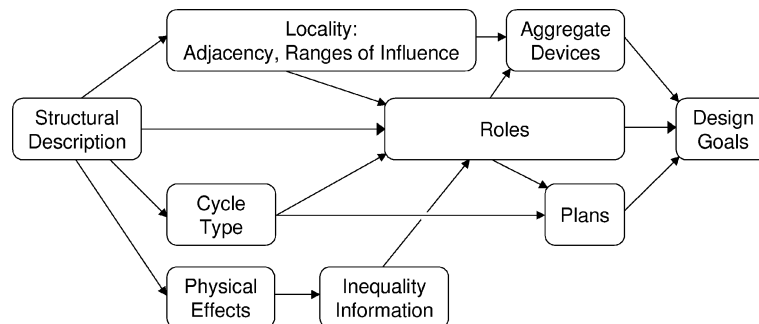 Locality:
Adjacency, Ranges of Influence
Aggregate
Devices
Structural
Description
Roles
Design
Goals
Cycle
Type
Plans
Physical
Effects
Inequality
Information